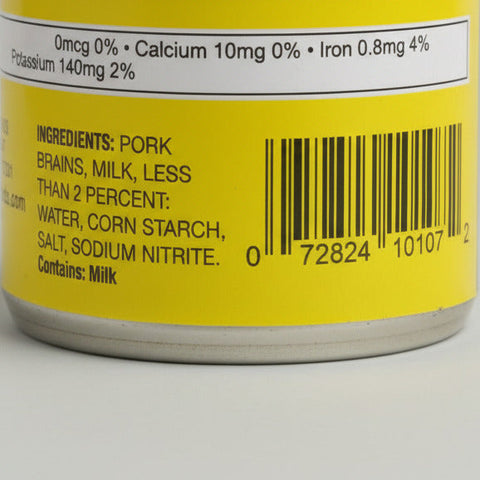 0mcg 0% • Calcium 10mg 0% • Iron 0.8mg 4%
Potassium 140mg 2%
INGREDIENTS: PORK
BRAINS, MILK, LESS
THAN 2 PERCENT:
WATER, CORN STARCH,
SALT, SODIUM NITRITE.
Contains: Milk
0 72824 10107 2